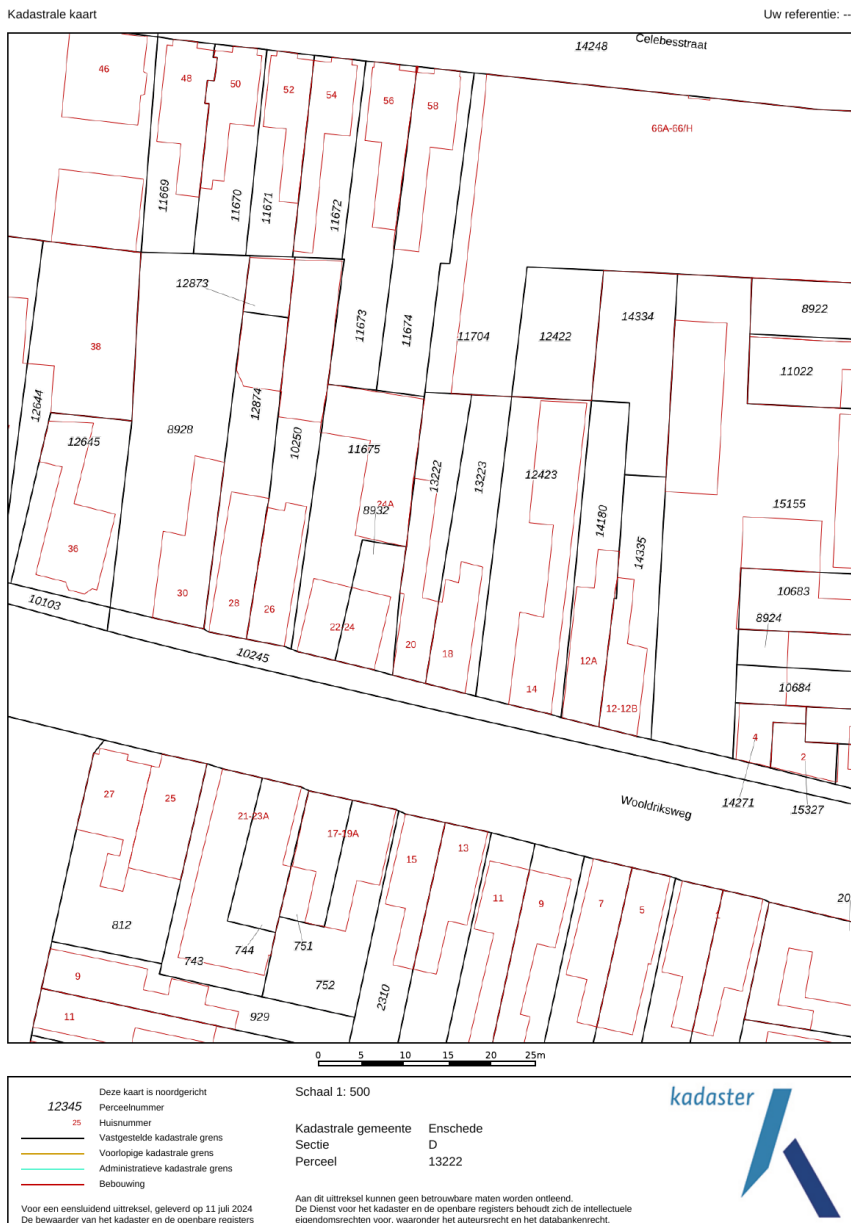 Kadastrale kaart
Uw referentie: --
14248
Celebesstraat
46
48
50
52
54
56
58
66A-66/H
11669
11670
11671
11672
12873
11673
11674
11704
12422
14334
8922
11022
38
12644
12645
8928
12874
10250
11675
13222
13223
12423
14180
14335
15155
24A
8932
36
30
28
26
22-24
20
18
14
12A
12-12B
10683
8924
10684
4
2
10103
10245
Wooldriksweg
14271
15327
27
25
21-23A
17-19A
15
13
11
9
7
5
1
20
812
743
744
751
752
2310
9
11
929
0 5 10 15 20 25m
Deze kaart is noordgericht
12345 Perceelnummer
25 Huisnummer
Vastgestelde kadastrale grens
Voorlopige kadastrale grens
Administratieve kadastrale grens
Bebouwing
Voor een eensluidend uittreksel, geleverd op 11 juli 2024
De bewaarder van het kadaster en de openbare registers
Schaal 1: 500
Kadastrale gemeente Enschede
Sectie D
Perceel 13222
Aan dit uittreksel kunnen geen betrouwbare maten worden ontleend.
De Dienst voor het kadaster en de openbare registers behoudt zich de intellectuele
eigendomsrechten voor, waaronder het auteursrecht en het databankenrecht.
kadaster